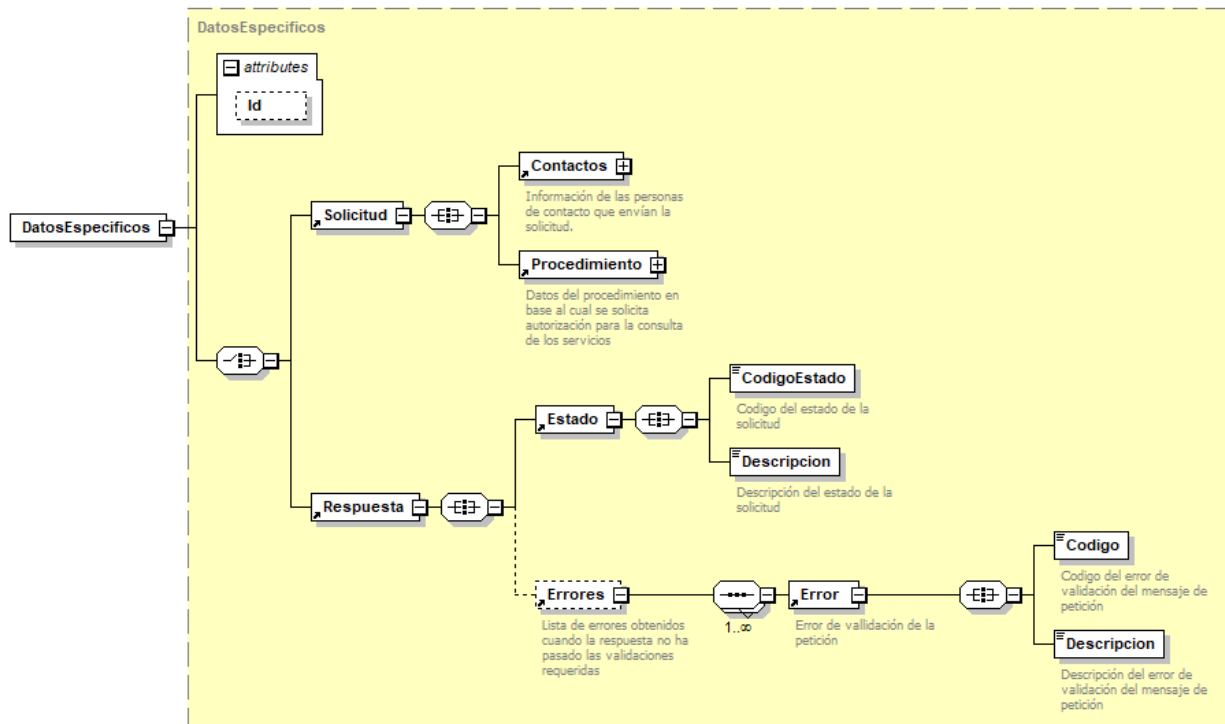 DatosEspecificos
attributes
Id
Contactos
Información de las personas
de contacto que envían la
solicitud.
Solicitud
DatosEspecificos
Procedimiento
Datos del procedimiento en
base al cual se solicita
autorización para la consulta
de los servicios
CodigoEstado
Codigo del estado de la
solicitud
Estado
Descripcion
Descripción del estado de la
solicitud
Respuesta
Codigo
Codigo del error de
validación del mensaje de
petición
Errores
Lista de errores obtenidos
cuando la respuesta no ha
pasado las validaciones
requeridas
1..∞
Error
Error de vallidación de la
petición
Descripcion
Descripción del error de
validación del mensaje de
petición